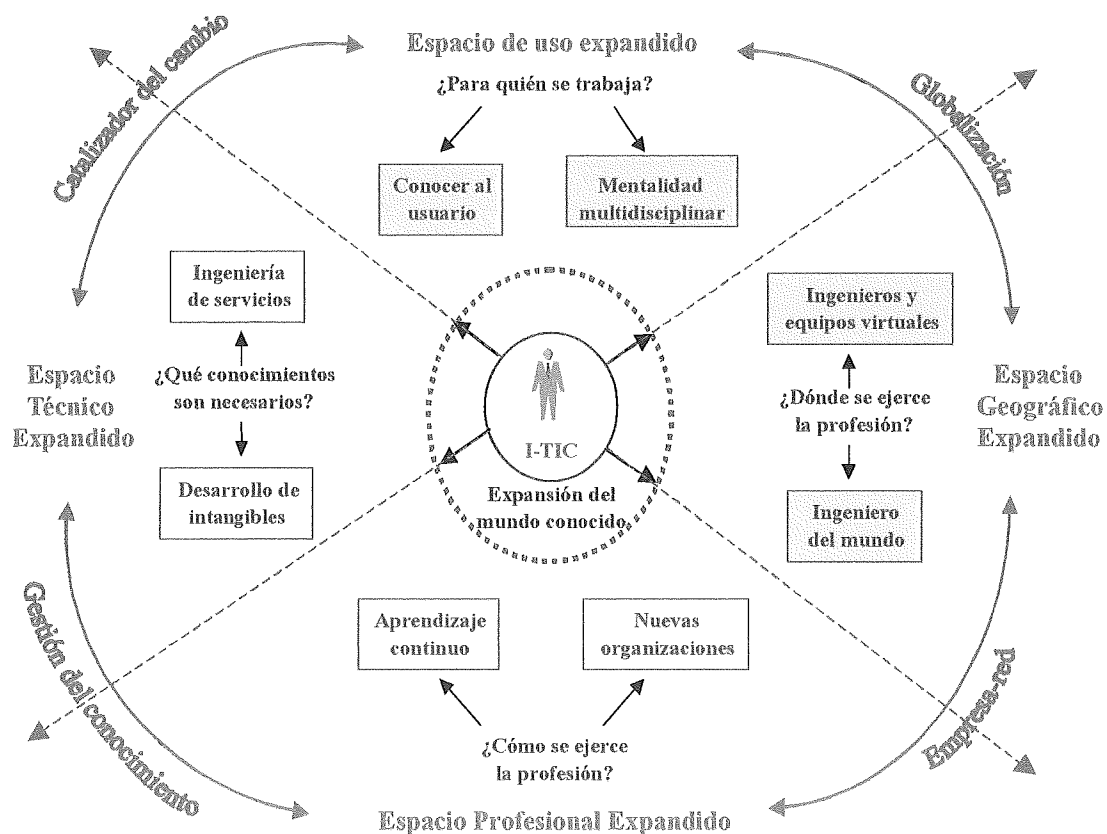 Espacio de uso expandido
¿Para quién se trabaja?
Catalizador del cambio
Globalización
Conocer al
usuario
Mentalidad
multidisciplinar
Ingeniería
de servicios
Ingenieros y
equipos virtuales
Espacio
Técnico
Expandido
¿Qué conocimientos
son necesarios?
I-TIC
Expansión del
mundo conocido
¿Dónde se ejerce
la profesión?
Espacio
Geográfico
Expandido
Desarrollo de
intangibles
Ingeniero
del mundo
Gestión del conocimiento
Aprendizaje
continuo
Nuevas
organizaciones
Empresa-red
¿Cómo se ejerce
la profesión?
Espacio Profesional Expandido